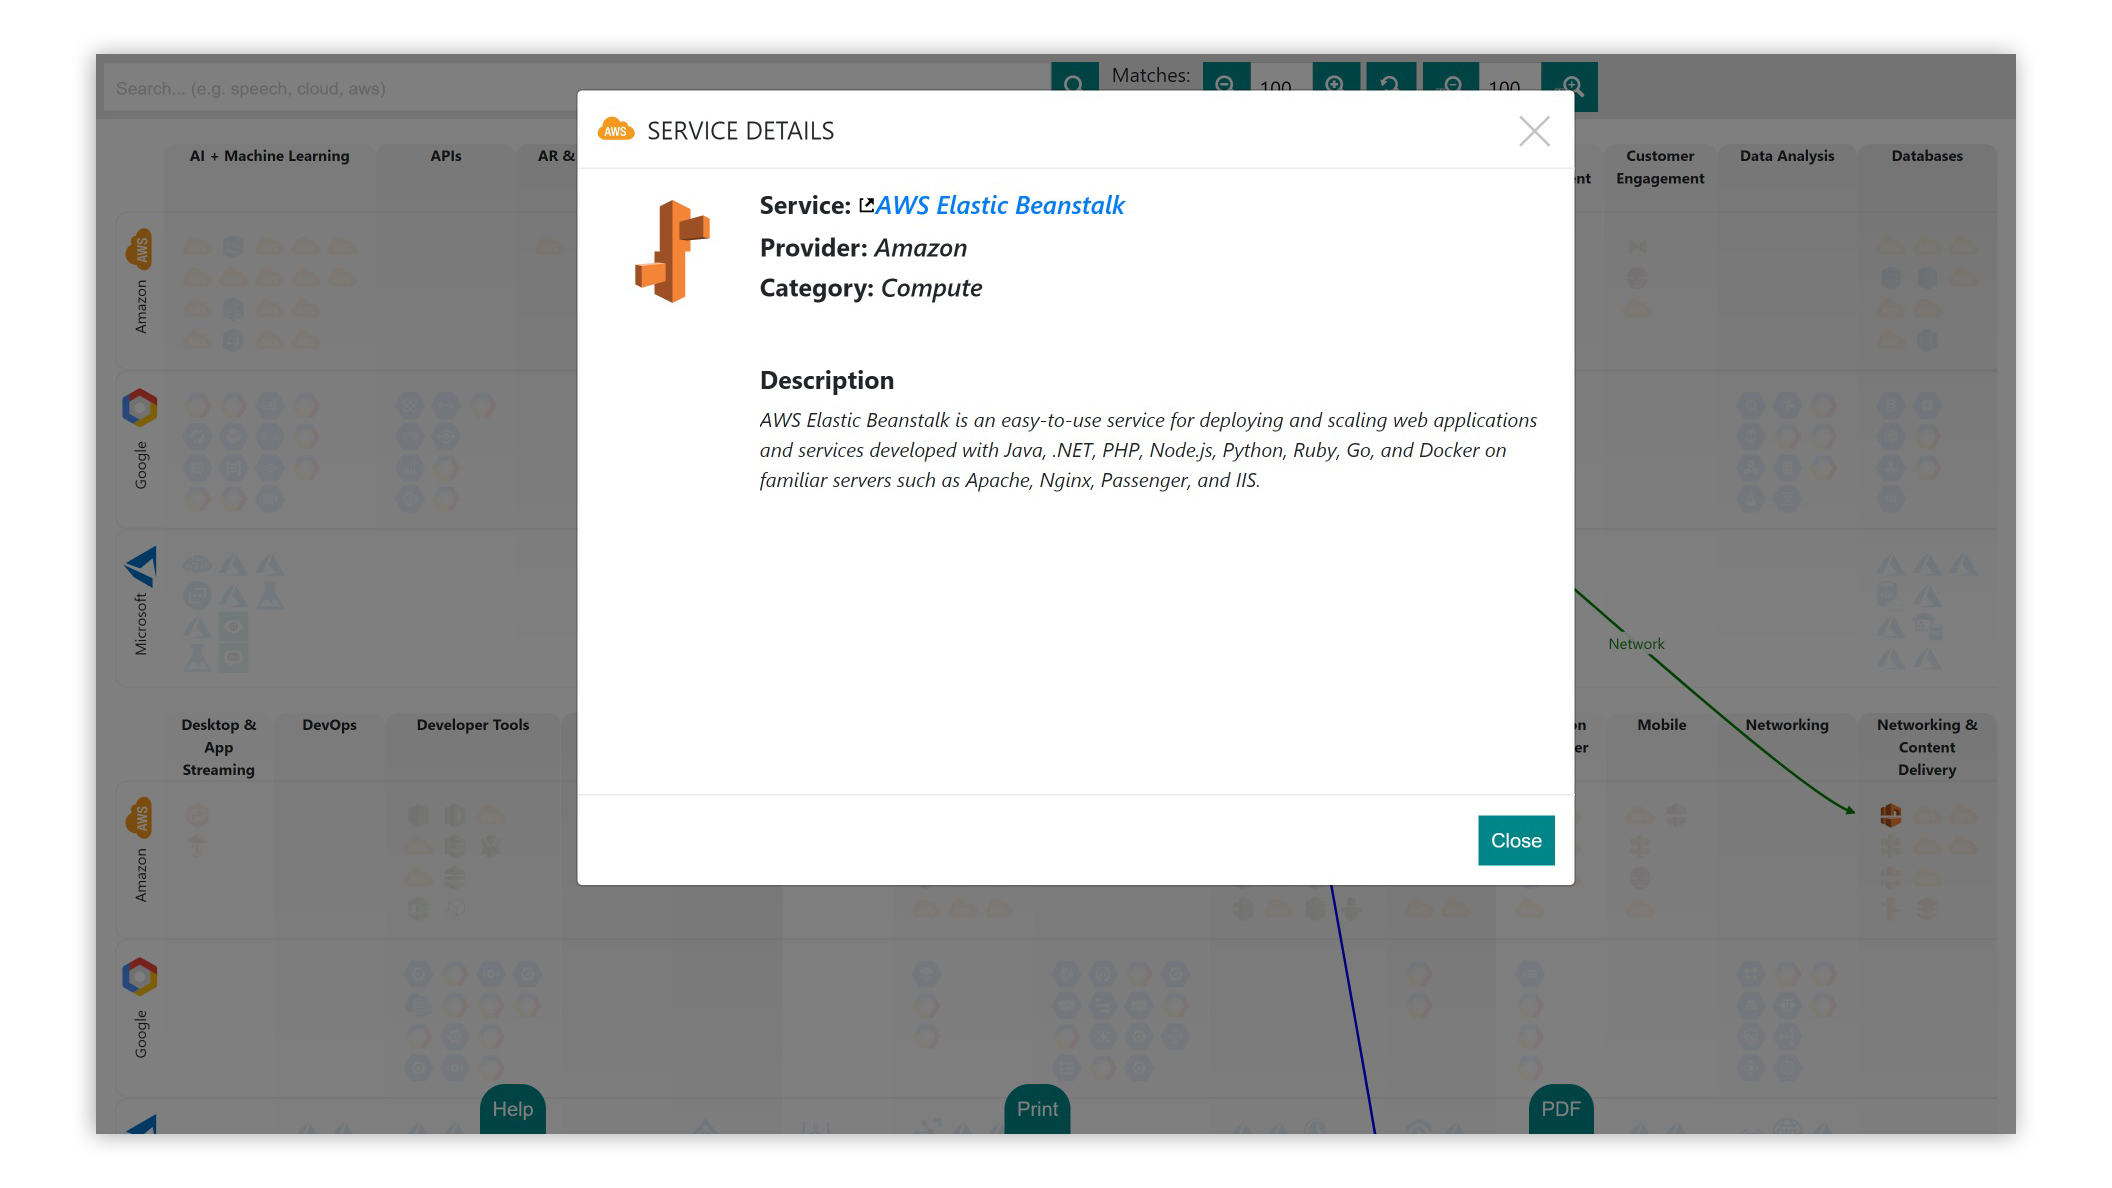 Search... (e.g. speech, cloud, aws)
Matches:
100
100
AWS SERVICE DETAILS
Service: AWS Elastic Beanstalk
Provider: Amazon
Category: Compute
Description
AWS Elastic Beanstalk is an easy-to-use service for deploying and scaling web applications
and services developed with Java, .NET, PHP, Node.js, Python, Ruby, Go, and Docker on
familiar servers such as Apache, Nginx, Passenger, and IIS.
Close
AI + Machine Learning
APIs
AR &
nt
Customer
Engagement
Data Analysis
Databases
AWS
Amazon
Google
Microsoft
Network
Desktop &
App
Streaming
DevOps
Developer Tools
on
er
Mobile
Networking
Networking &
Content
Delivery
AWS
Amazon
Google
Help
Print
PDF